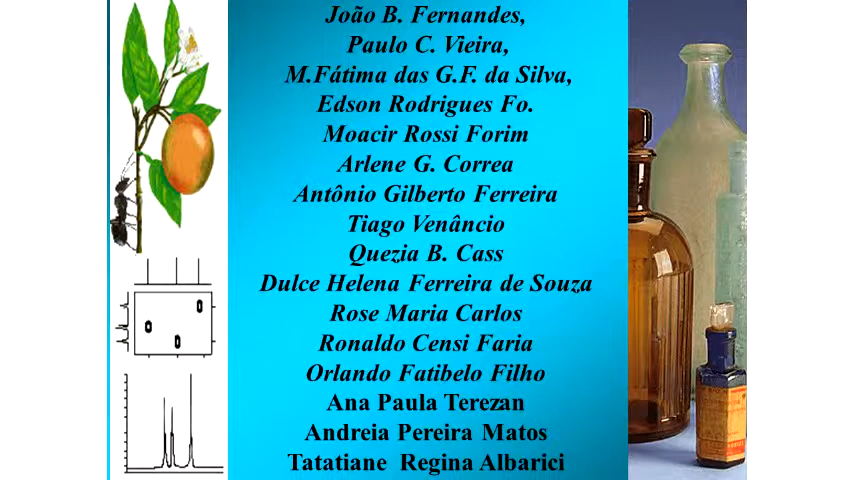 João B. Fernandes,
Paulo C. Vieira,
M.Fátima das G.F. da Silva,
Edson Rodrigues Fo.
Moacir Rossi Forim
Arlene G. Correa
Antônio Gilberto Ferreira
Tiago Venâncio
Quezia B. Cass
Dulce Helena Ferreira de Souza
Rose Maria Carlos
Ronaldo Censi Faria
Orlando Fatibelo Filho
Ana Paula Terezan
Andreia Pereira Matos
Tatatiane Regina Albarici